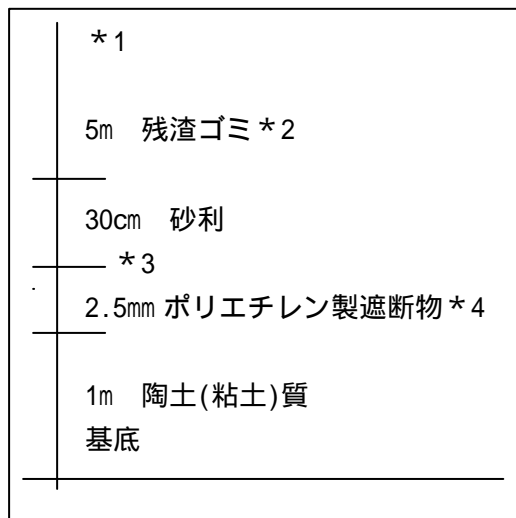 *1
5m 残渣ゴミ*2
30cm 砂利
*3
2.5mm ポリエチレン製遮断物*4
1m 陶土(粘土)質
基底